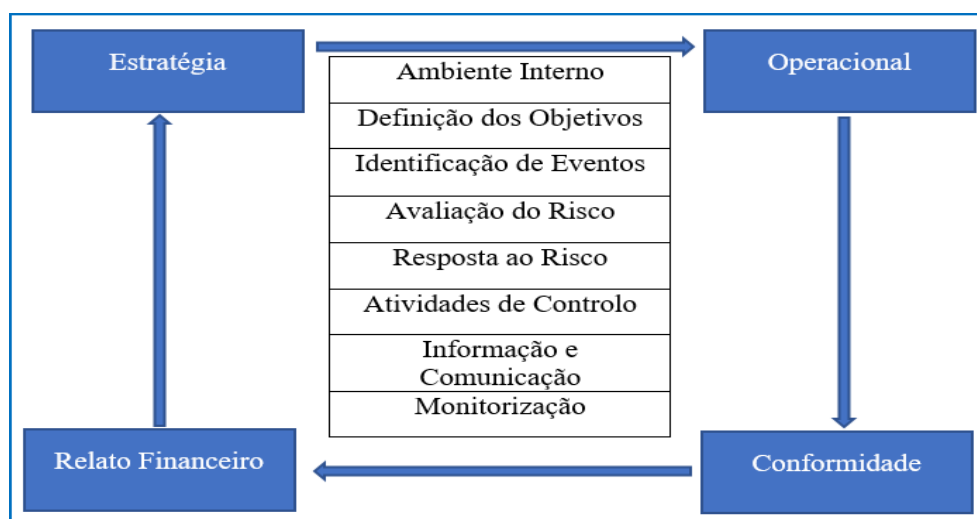 Estratégia
Operacional
Ambiente Interno
Definição dos Objetivos
Identificação de Eventos
Avaliação do Risco
Resposta ao Risco
Atividades de Controlo
Informação e
Comunicação
Monitorização
Relato Financeiro
Conformidade